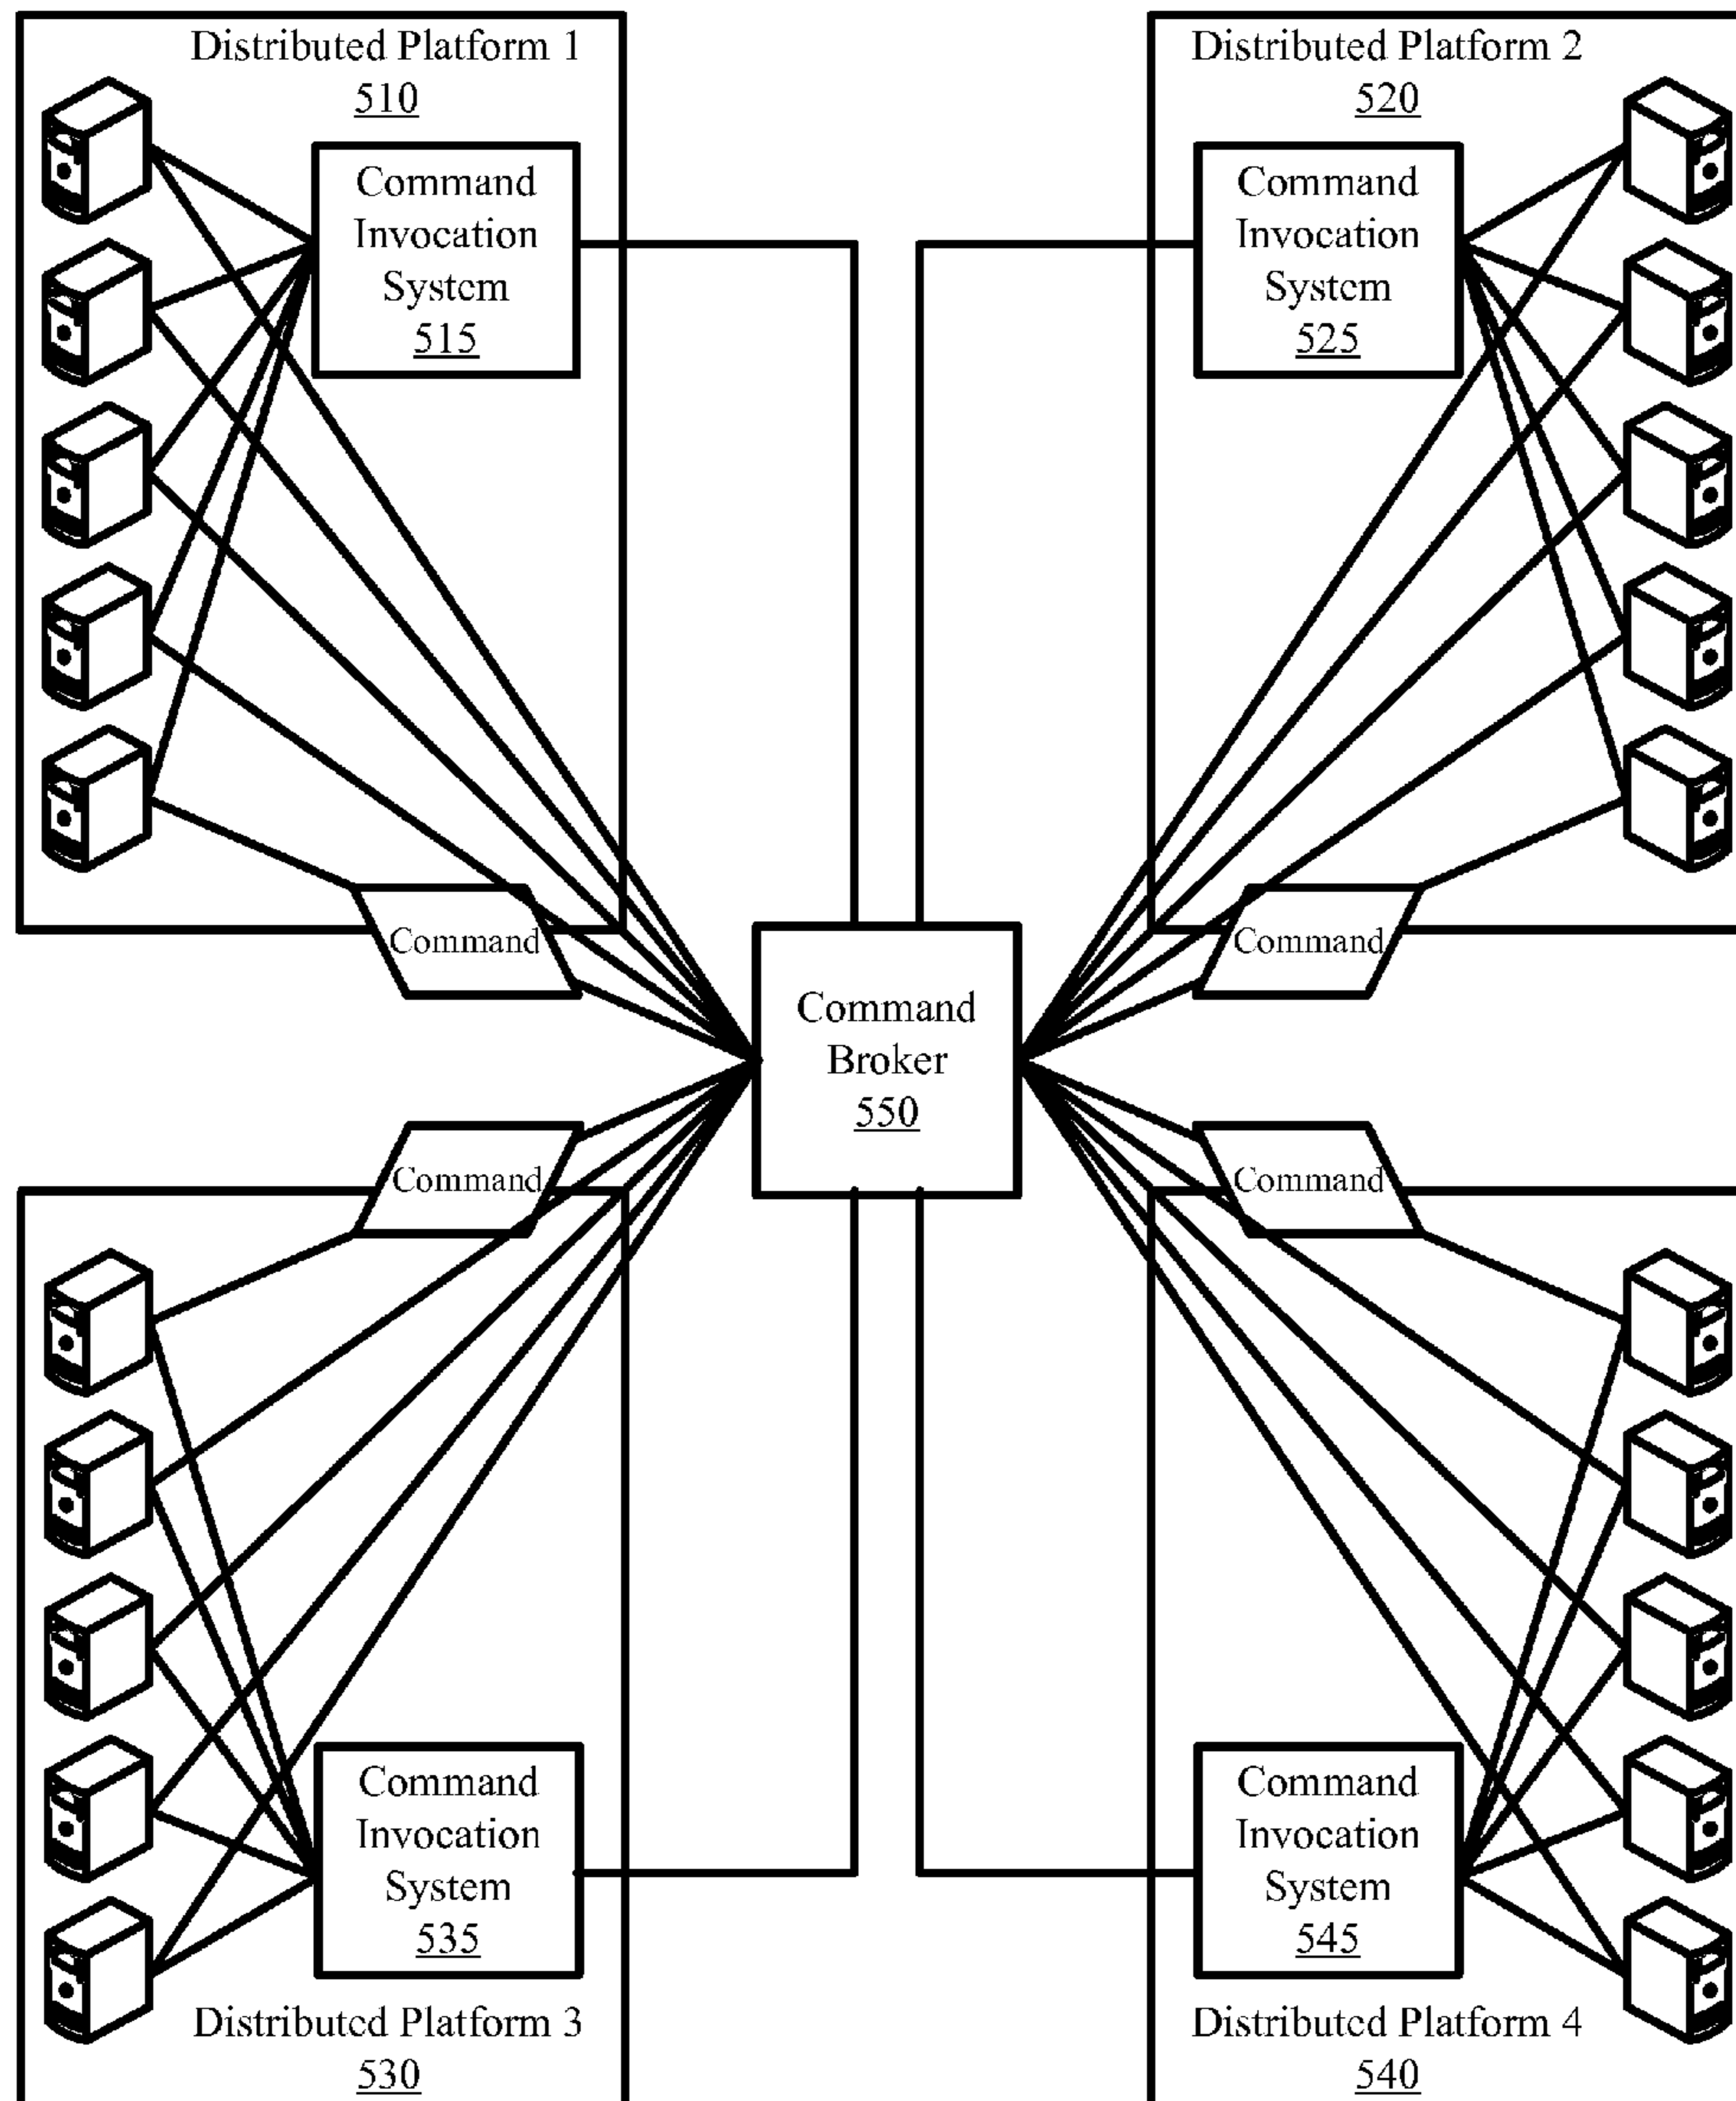 Distributed Platform 1
510
Distributed Platform 2
520
Command
Invocation
System
515
Command
Invocation
System
525
Command
Command
Command
Broker
550
Command
Command
Command
Invocation
System
535
Command
Invocation
System
545
Distributed Platform 3
530
Distributed Platform 4
540